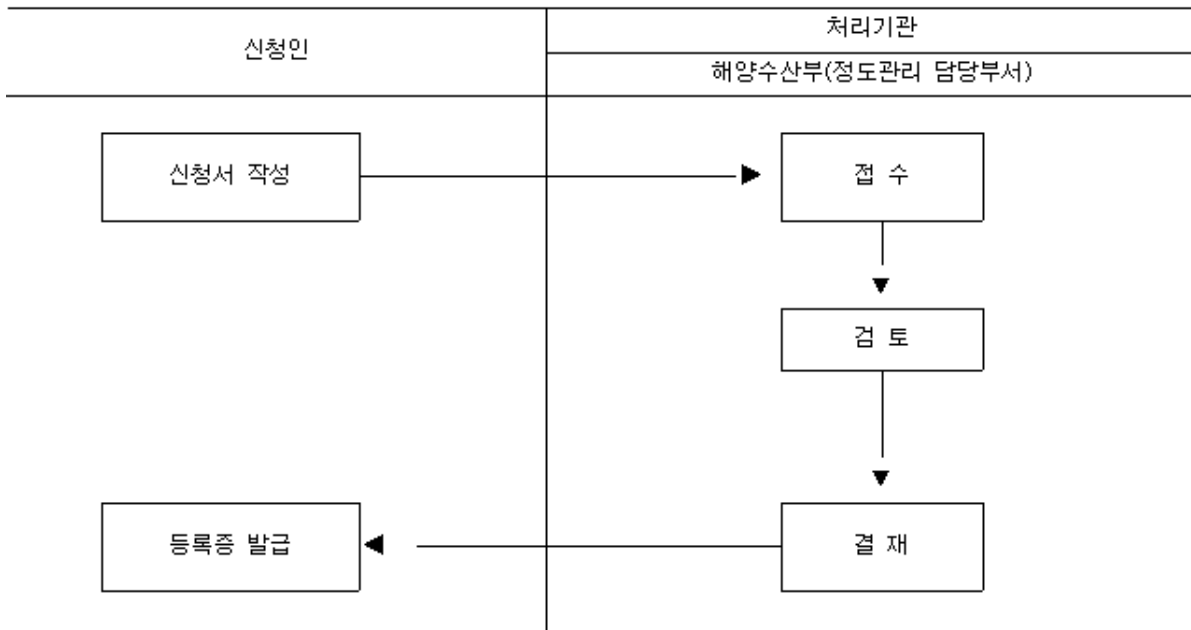 신청인
처리기관
해양수산부(정도관리 담당부서)
신청서 작성
접 수
검 토
등록증 발급
결 재